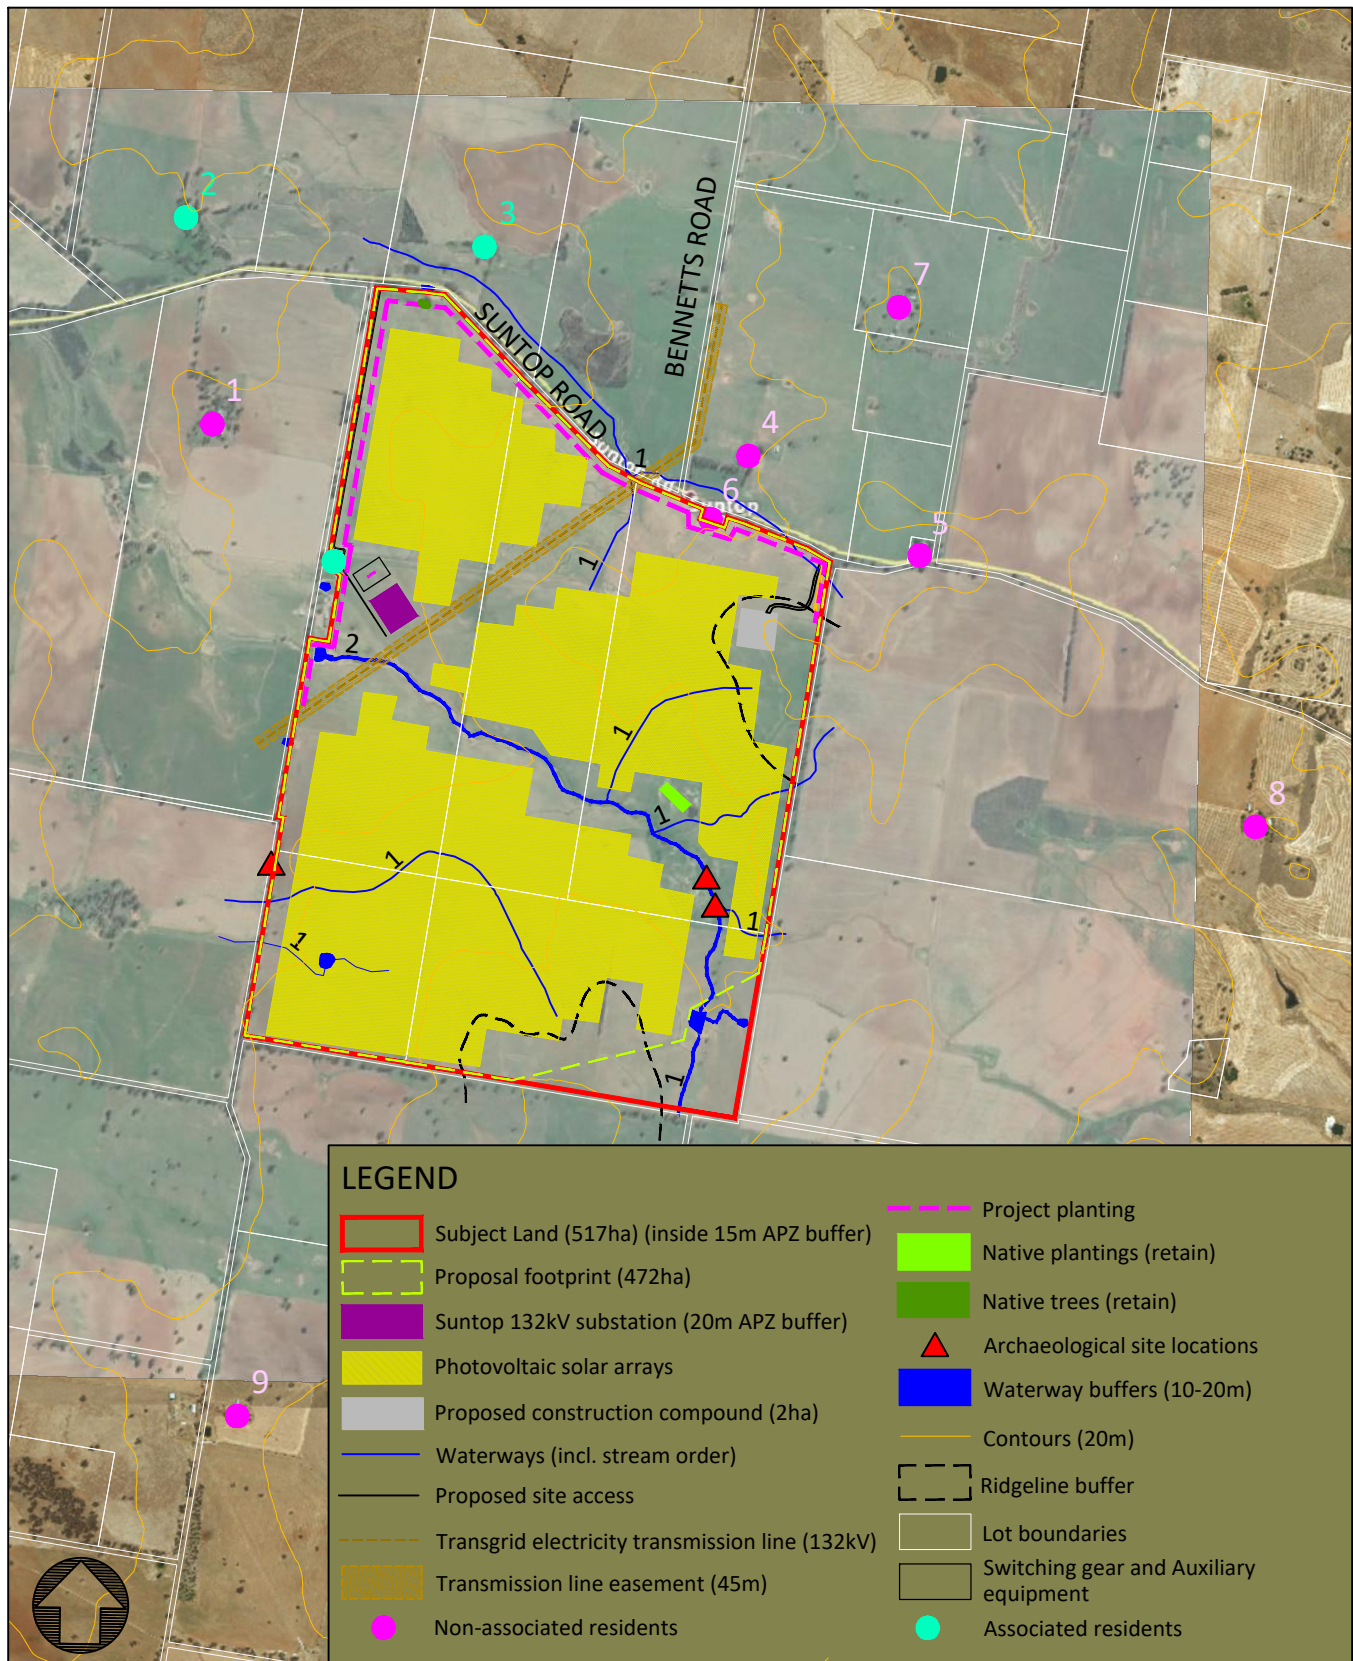 2
3
BENNETTS ROAD
7
SUNTOP ROAD
1
4
1
6
5
1
2
1
8
1
1
1
1
1
9
LEGEND
Subject Land (517ha) (inside 15m APZ buffer)
Proposal footprint (472ha)
Suntop 132kV substation (20m APZ buffer)
Photovoltaic solar arrays
Proposed construction compound (2ha)
Waterways (incl. stream order)
Proposed site access
Transgrid electricity transmission line (132kV)
Transmission line easement (45m)
Non-associated residents
Project planting
Native plantings (retain)
Native trees (retain)
Archaeological site locations
Waterway buffers (10-20m)
Contours (20m)
Ridgeline buffer
Lot boundaries
Switching gear and Auxiliary
equipment
Associated residents